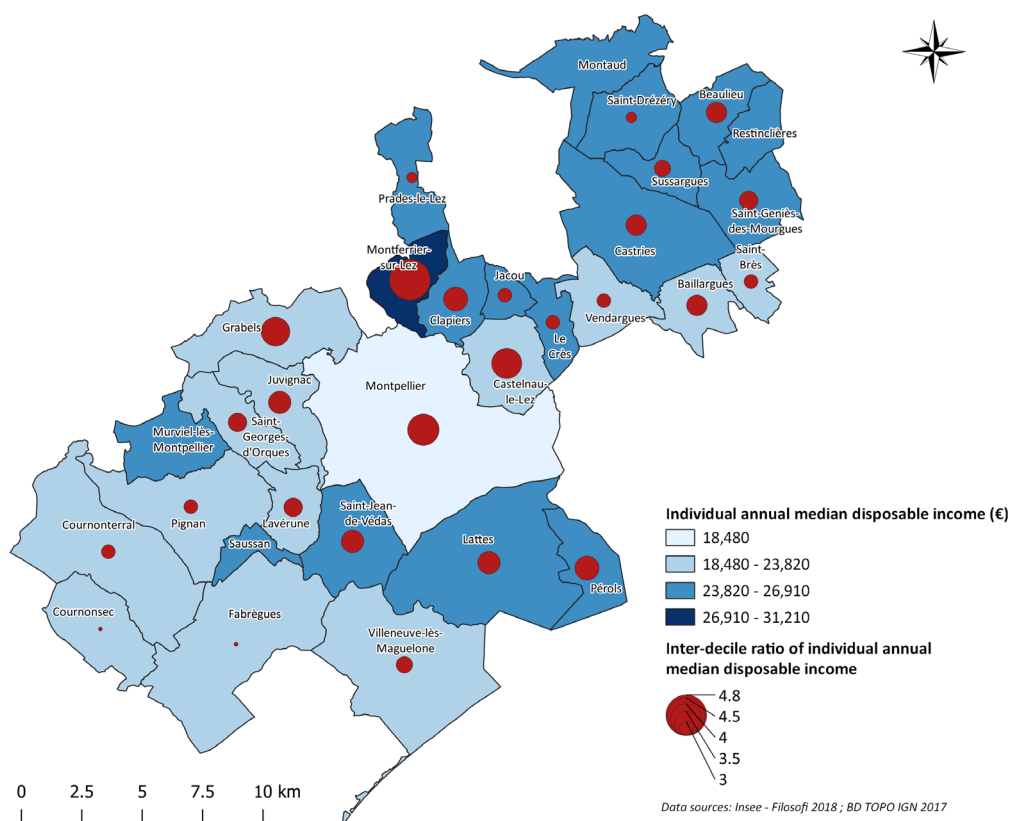 Montaud
Saint-Drézéry
Beaulieu
Restinclières
Sussargues
Prades-le-Lez
Saint-Geniès-
des-Mourgues
Castries
Montferrier-
sur-Lez
Saint-
Brès
Jacou
Baillargues
Clapiers
Vendargues
Grabels
Le
Crès
Juvignac
Montpellier
Castelnau-
le-Lez
Saint-
Georges-
d'Orques
Murviel-lès-
Montpellier
Saint-Jean-
de-Védas
Cournonterral
Pignan
Lavérune
Saussan
Lattes
Pérols
Cournonsec
Fabrègues
Villeneuve-lès-
Maguelone
Individual annual median disposable income (€)
18,480
18,480 - 23,820
23,820 - 26,910
26,910 - 31,210
Inter-decile ratio of individual annual
median disposable income
4.8
4.5
4
3.5
3
0 2.5 5 7.5 10 km
Data sources: Insee - Filosofi 2018 ; BD TOPO IGN 2017